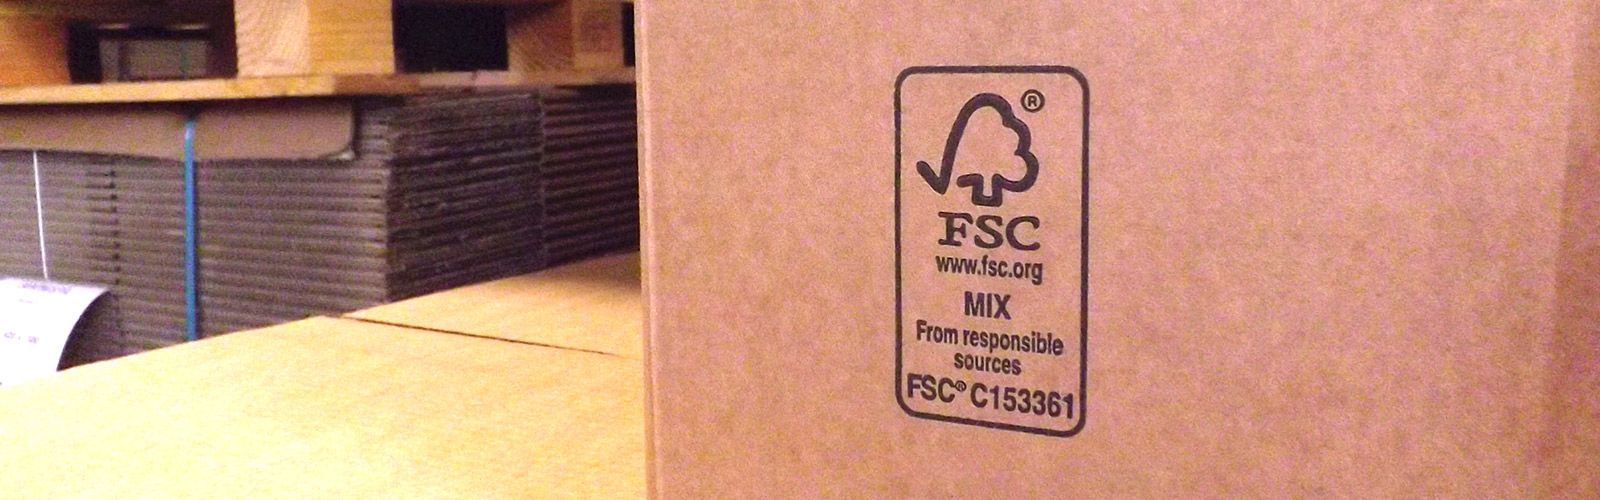 ®
FSC
www.fsc.org
MIX
From responsible
sources
FSC® C153361